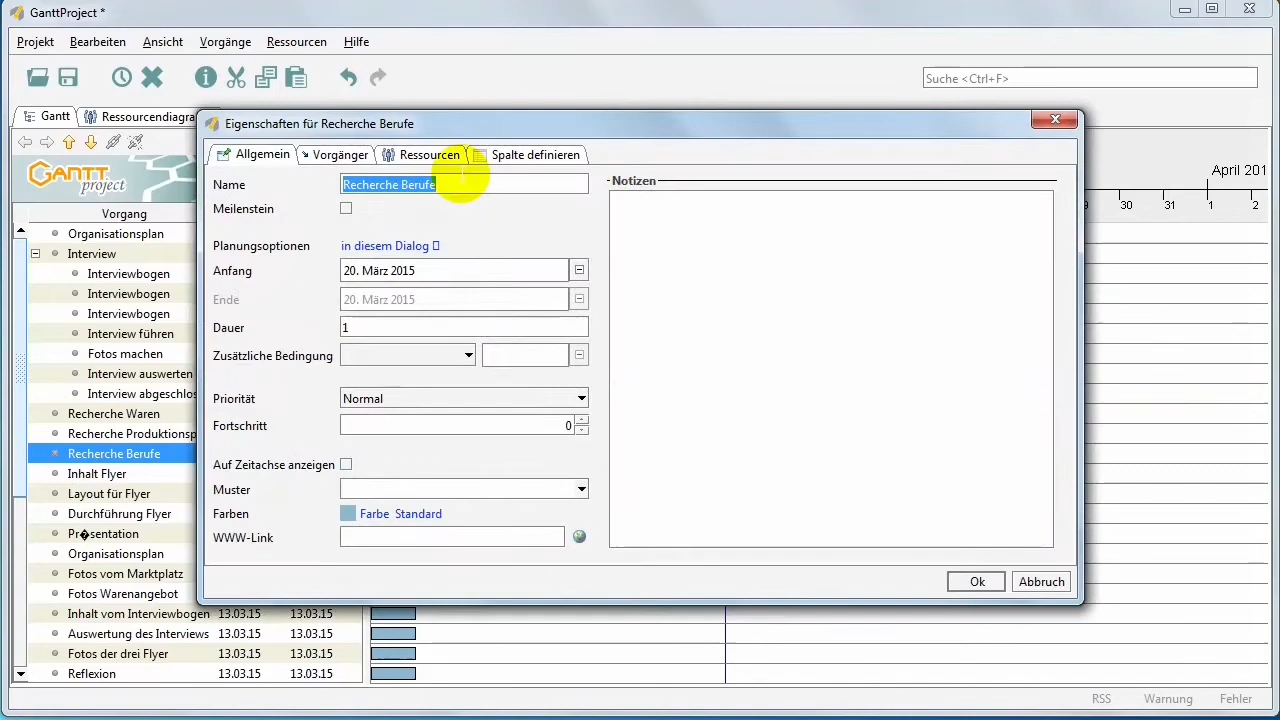 GanttProject *
Projekt Bearbeiten Ansicht Vorgänge Ressourcen Hilfe
Suche <Ctrl+F>
Gantt Ressourcendiagra
Eigenschaften für Recherche Berufe
Allgemein Vorgänger Ressourcen Spalte definieren
GANTT project
April 201
30 31 1 2
Vorgang
Organisationsplan
Interview
Interviewbogen
Interviewbogen
Interviewbogen
Interview führen
Fotos machen
Interview auswerten
Interview abgeschlos
Recherche Waren
Recherche Produktionsp
Recherche Berufe
Inhalt Flyer
Layout für Flyer
Durchführung Flyer
Pr�sentation
Organisationsplan
Fotos vom Marktplatz
Fotos Warenangebot
Inhalt vom Interviewbogen 13.03.15 13.03.15
Auswertung des Interviews 13.03.15 13.03.15
Fotos der drei Flyer 13.03.15 13.03.15
Reflexion 13.03.15 13.03.15
Name Recherche Berufe
Meilenstein
Planungsoptionen in diesem Dialog
Anfang 20. März 2015
Ende 20. März 2015
Dauer 1
Zusätzliche Bedingung
Priorität Normal
Fortschritt 0
Auf Zeitachse anzeigen
Muster
Farben Farbe Standard
WWW-Link
Notizen
Ok Abbruch
RSS Warnung Fehler